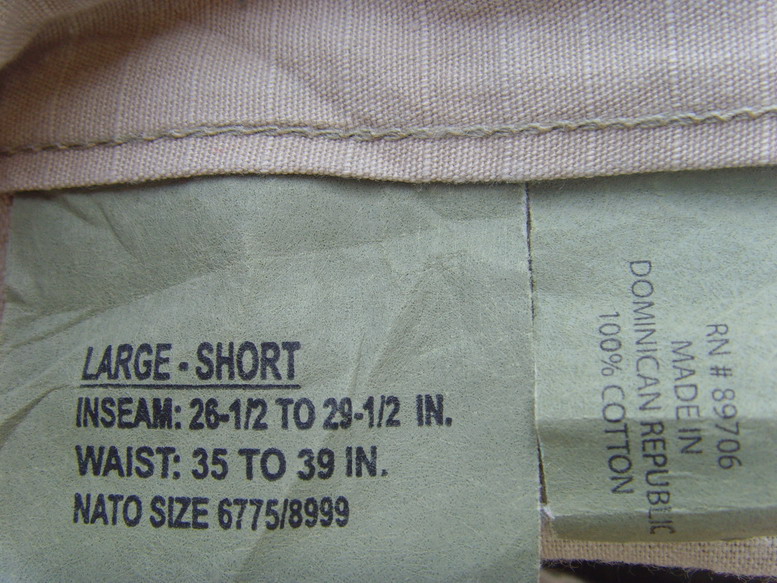 LARGE - SHORT
INSEAM: 26-1/2 TO 29-1/2 IN.
WAIST: 35 TO 39 IN.
NATO SIZE 6775/8999
RN # 89706
MADE IN
DOMINICAN REPUBLIC
100% COTTON